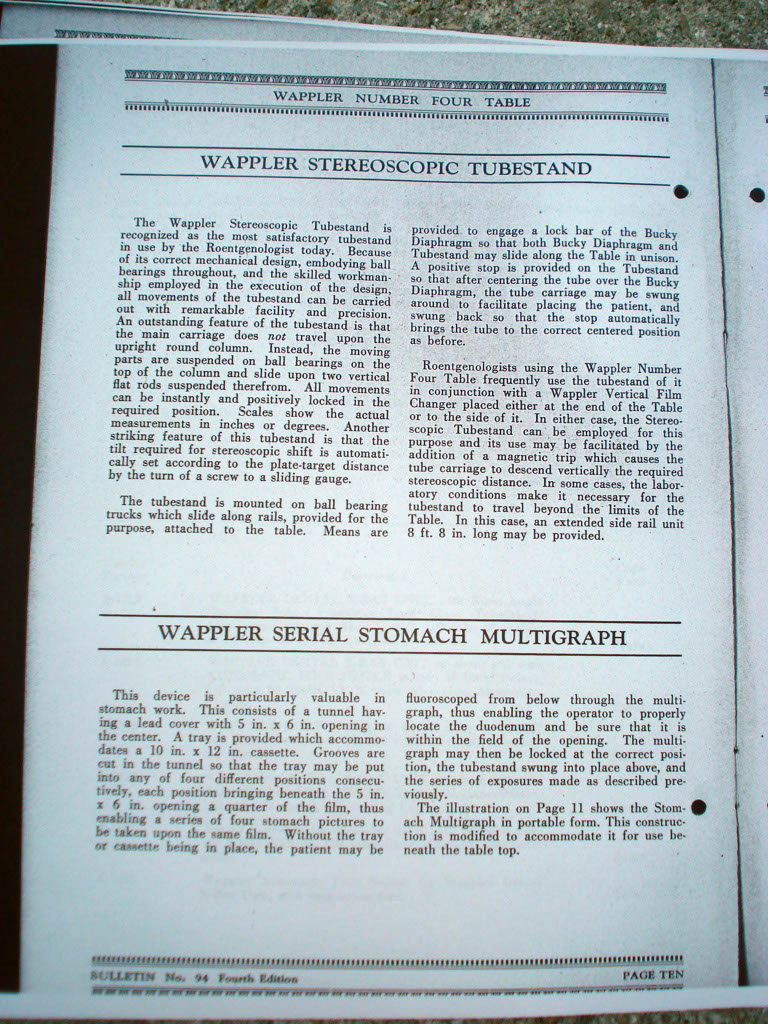 WAPPLER NUMBER FOUR TABLE
WAPPLER STEREOSCOPIC TUBESTAND
The Wappler Stereoscopic Tubestand is
recognized as the most satisfactory tubestand
in use by the Roentgenologist today. Because
of its correct mechanical design, embodying ball
bearings throughout, and the skilled workman-
ship employed in the execution of the design,
all movements of the tubestand can be carried
out with remarkable facility and precision.
An outstanding feature of the tubestand is that
the main carriage does not travel upon the
upright round column. Instead, the moving
parts are suspended on ball bearings on the
top of the column and slide upon two vertical
flat rods suspended therefrom. All movements
can be instantly and positively locked in the
required position. Scales show the actual
measurements in inches or degrees. Another
striking feature of this tubestand is that the
tilt required for stereoscopic shift is automati-
cally set according to the plate-target distance
by the turn of a screw to a sliding gauge.
The tubestand is mounted on ball bearing
trucks which slide along rails, provided for the
purpose, attached to the table. Means are
provided to engage a lock bar of the Bucky
Diaphragm so that both Bucky Diaphragm and
Tubestand may slide along the Table in unison.
A positive stop is provided on the Tubestand
so that after centering the tube over the Bucky
Diaphragm, the tube carriage may be swung
around to facilitate placing the patient, and
swung back so that the stop automatically
brings the tube to the correct centered position
as before.
Roentgenologists using the Wappler Number
Four Table frequently use the tubestand of it
in conjunction with a Wappler Vertical Film
Changer placed either at the end of the Table
or to the side of it. In either case, the Stereo-
scopic Tubestand can be employed for this
purpose and its use may be facilitated by the
addition of a magnetic trip which causes the
tube carriage to descend vertically the required
stereoscopic distance. In some cases, the labor-
atory conditions make it necessary for the
tubestand to travel beyond the limits of the
Table. In this case, an extended side rail unit
8 ft. 8 in. long may be provided.
WAPPLER SERIAL STOMACH MULTIGRAPH
This device is particularly valuable in
stomach work. This consists of a tunnel hav-
ing a lead cover with 5 in. x 6 in. opening in
the center. A tray is provided which accommo-
dates a 10 in. x 12 in. cassette. Grooves are
cut in the tunnel so that the tray may be put
into any of four different positions consecu-
tively, each position bringing beneath the 5 in.
x 6 in. opening a quarter of the film, thus
enabling a series of four stomach pictures to
be taken upon the same film. Without the tray
or cassette being in place, the patient may be
fluoroscoped from below through the multi-
graph, thus enabling the operator to properly
locate the duodenum and be sure that it is
within the field of the opening. The multi-
graph may then be locked at the correct posi-
tion, the tubestand swung into place above, and
the series of exposures made as described pre-
viously.
The illustration on Page 11 shows the Stom-
ach Multigraph in portable form. This construc-
tion is modified to accommodate it for use be-
neath the table top.
BULLETIN No. 94 Fourth Edition
PAGE TEN